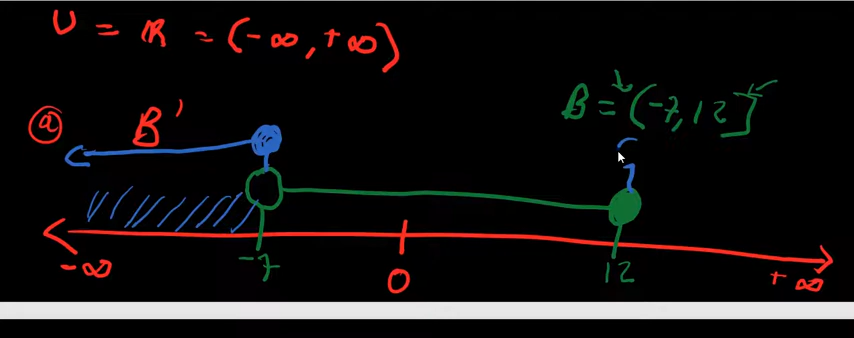 U = R = (-∞, +∞)
ⓐ B'
B = (-7, 12]
-∞ -7 0 12 +∞